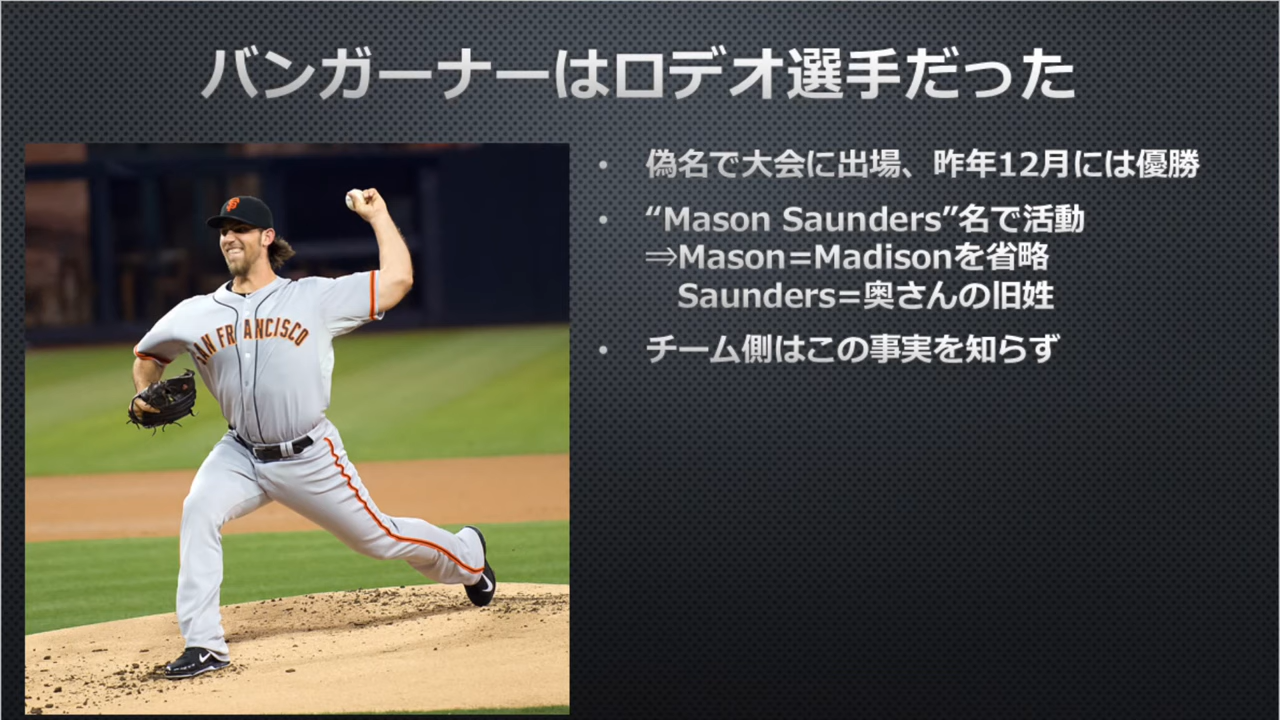 バンガーナーはロデオ選手だった
• 偽名で大会に出場、昨年12月には優勝
• “Mason Saunders”名で活動
⇒Mason=Madisonを省略
Saunders=奥さんの旧姓
• チーム側はこの事実を知らず
SAN FRANCISCO
SF